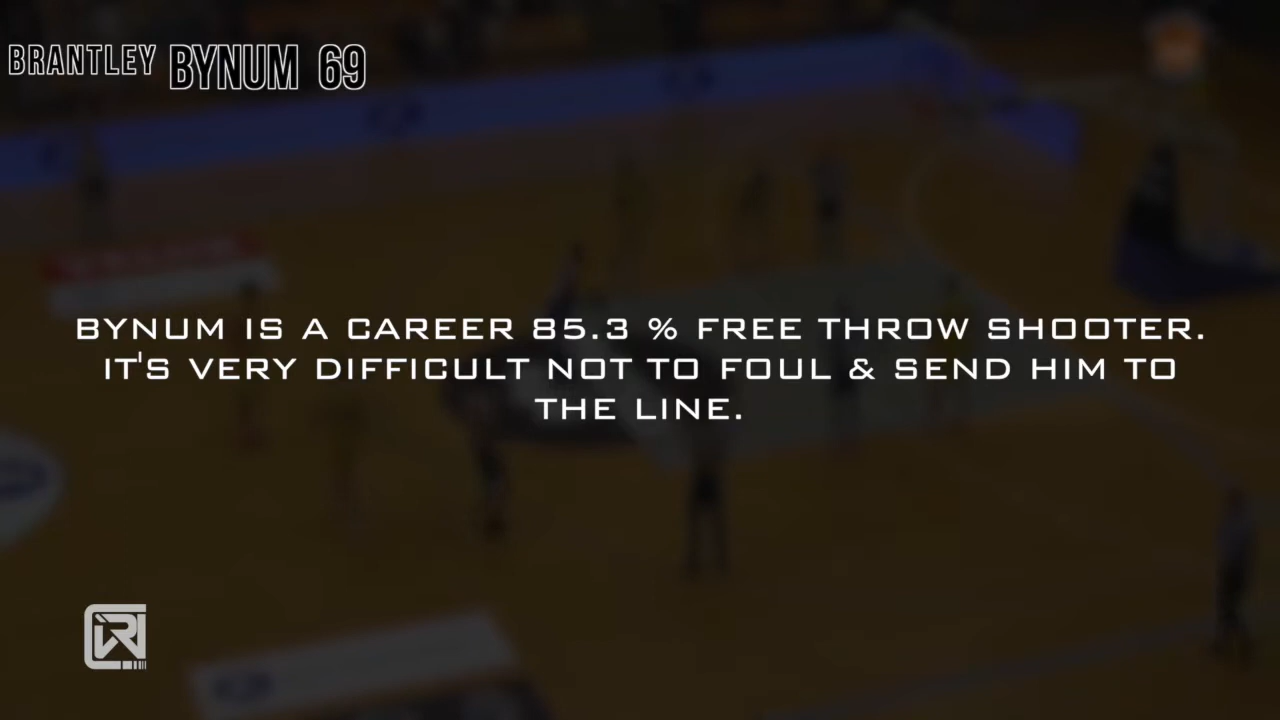 BRANTLEY BYNUM 69
BYNUM IS A CAREER 85.3 % FREE THROW SHOOTER.
IT'S VERY DIFFICULT NOT TO FOUL & SEND HIM TO
THE LINE.